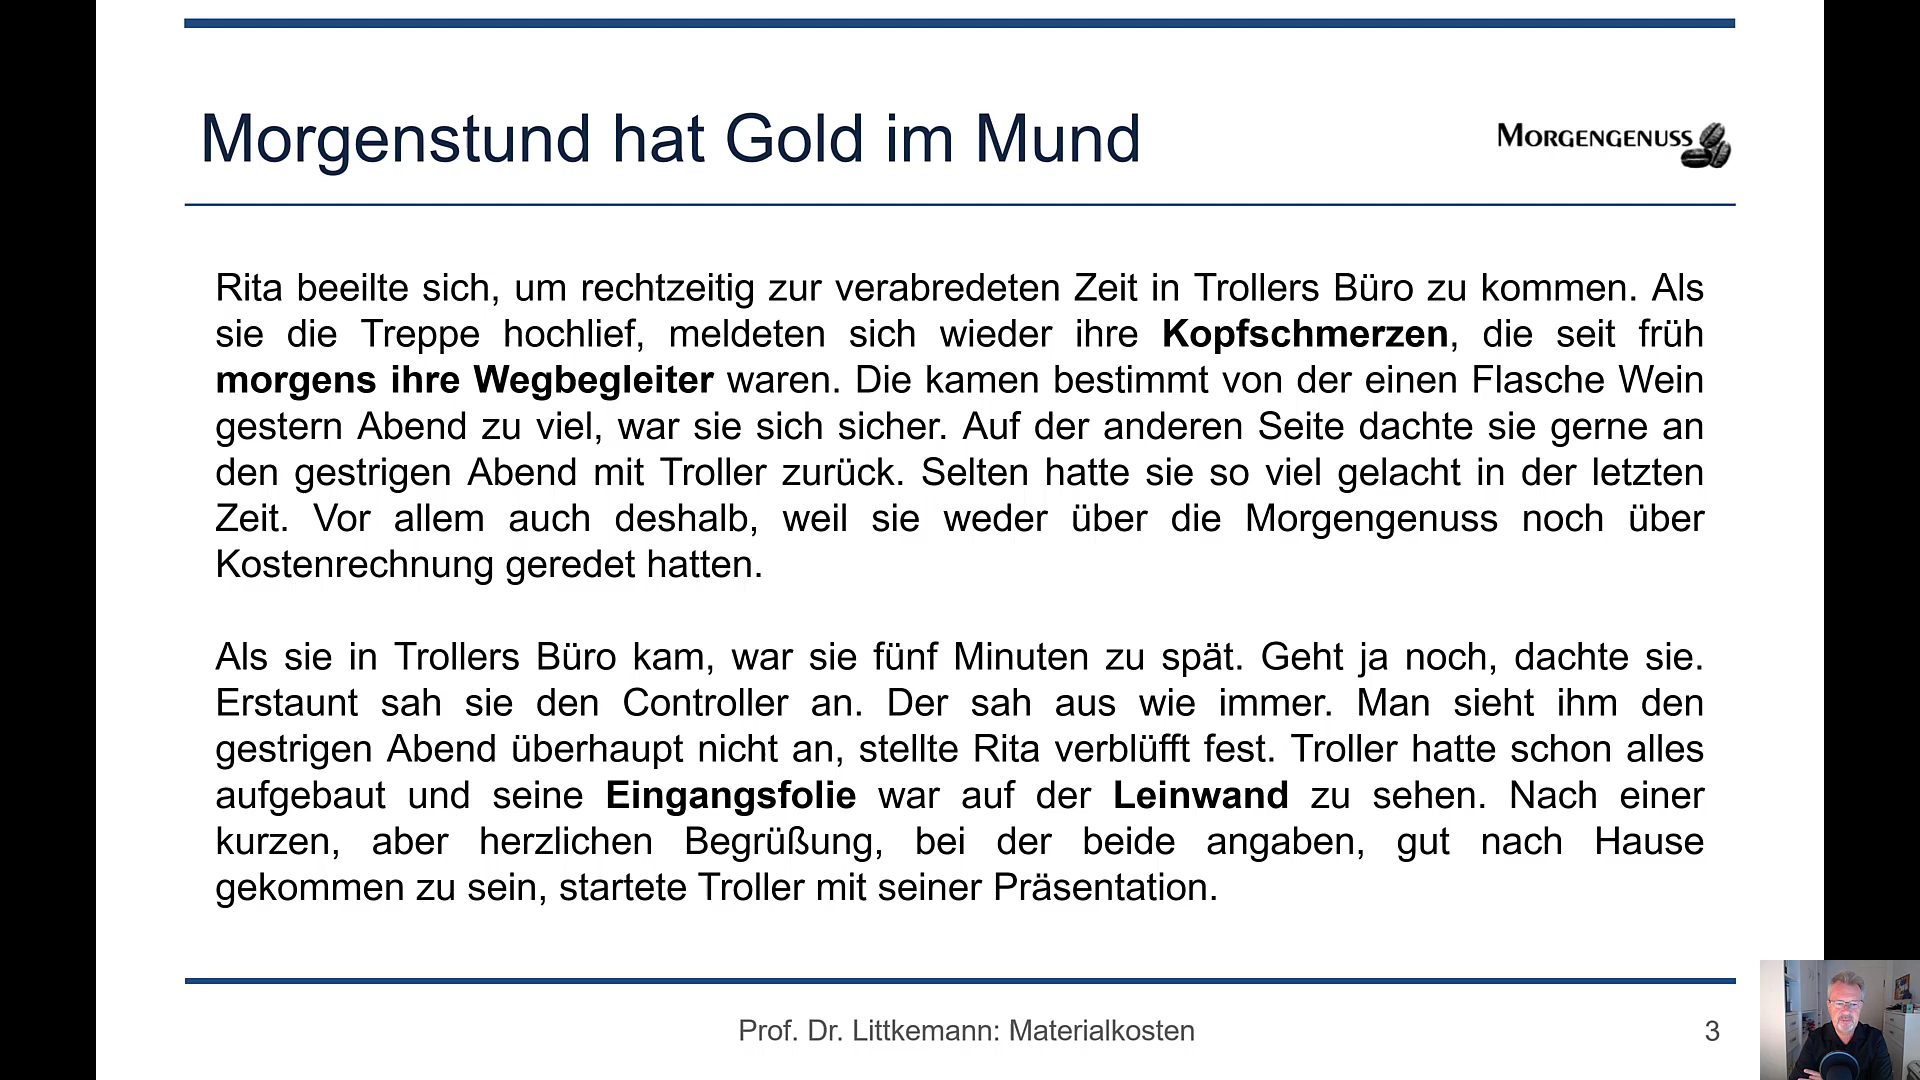 Morgenstund hat Gold im Mund
MORGENGENUSS
Rita beeilte sich, um rechtzeitig zur verabredeten Zeit in Trollers Büro zu kommen. Als
sie die Treppe hochlief, meldeten sich wieder ihre Kopfschmerzen, die seit früh
morgens ihre Wegbegleiter waren. Die kamen bestimmt von der einen Flasche Wein
gestern Abend zu viel, war sie sich sicher. Auf der anderen Seite dachte sie gerne an
den gestrigen Abend mit Troller zurück. Selten hatte sie so viel gelacht in der letzten
Zeit. Vor allem auch deshalb, weil sie weder über die Morgengenuss noch über
Kostenrechnung geredet hatten.
Als sie in Trollers Büro kam, war sie fünf Minuten zu spät. Geht ja noch, dachte sie.
Erstaunt sah sie den Controller an. Der sah aus wie immer. Man sieht ihm den
gestrigen Abend überhaupt nicht an, stellte Rita verblüfft fest. Troller hatte schon alles
aufgebaut und seine Eingangsfolie war auf der Leinwand zu sehen. Nach einer
kurzen, aber herzlichen Begrüßung, bei der beide angaben, gut nach Hause
gekommen zu sein, startete Troller mit seiner Präsentation.
Prof. Dr. Littkemann: Materialkosten
3